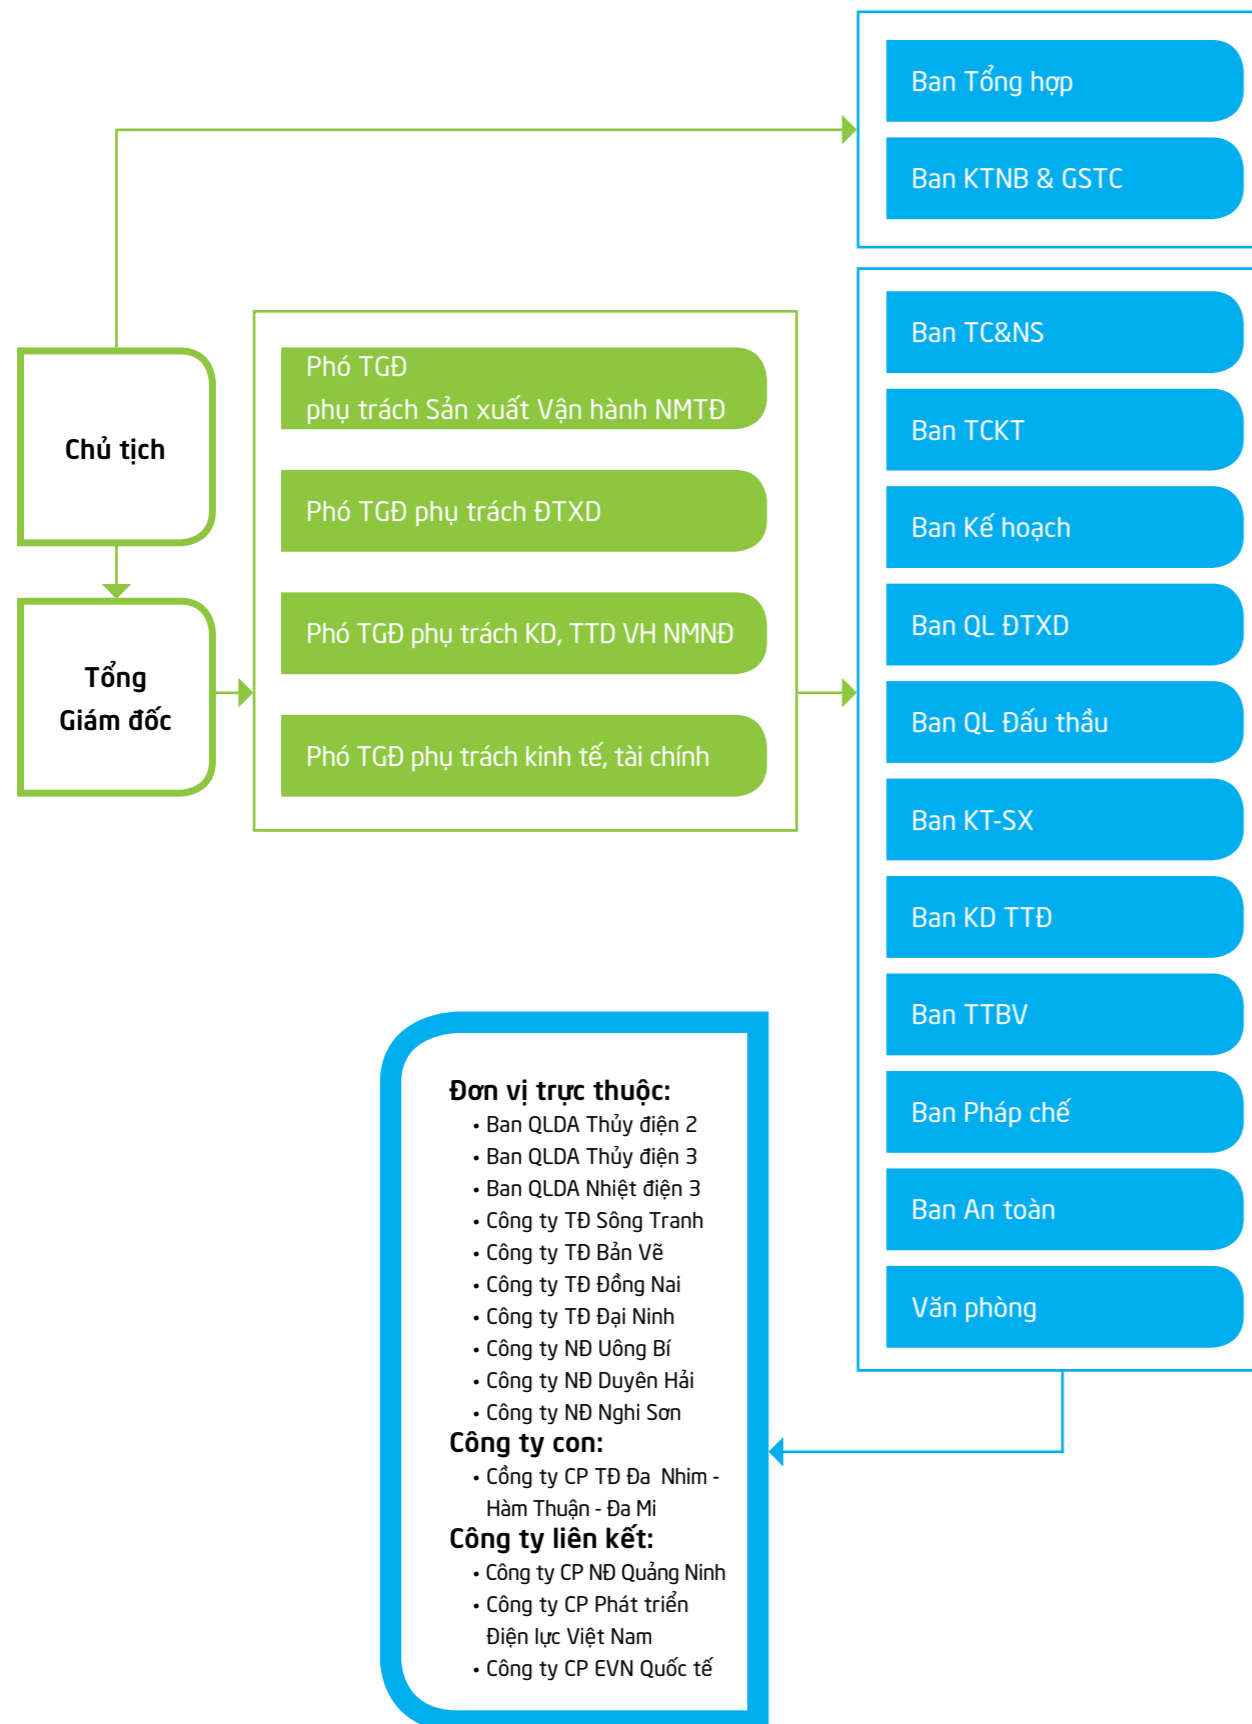 Ban Tổng hợp
Ban KTNB & GSTC
Chủ tịch
Tổng
Giám đốc
Phó TGĐ
phụ trách Sản xuất Vận hành NMTĐ
Phó TGĐ phụ trách ĐTXD
Phó TGĐ phụ trách KD, TTD VH NMNĐ
Phó TGĐ phụ trách kinh tế, tài chính
Ban TC&NS
Ban TCKT
Ban Kế hoạch
Ban QL ĐTXD
Ban QL Đấu thầu
Ban KT-SX
Ban KD TTĐ
Ban TTBV
Ban Pháp chế
Ban An toàn
Văn phòng
Đơn vị trực thuộc:
• Ban QLDA Thủy điện 2
• Ban QLDA Thủy điện 3
• Ban QLDA Nhiệt điện 3
• Công ty TĐ Sông Tranh
• Công ty TĐ Bản Vẽ
• Công ty TĐ Đồng Nai
• Công ty TĐ Đại Ninh
• Công ty NĐ Uông Bí
• Công ty NĐ Duyên Hải
• Công ty NĐ Nghi Sơn
Công ty con:
• Cồng ty CP TĐ Đa Nhim -
Hàm Thuận - Đa Mi
Công ty liên kết:
• Công ty CP NĐ Quảng Ninh
• Công ty CP Phát triển
Điện lực Việt Nam
• Công ty CP EVN Quốc tế